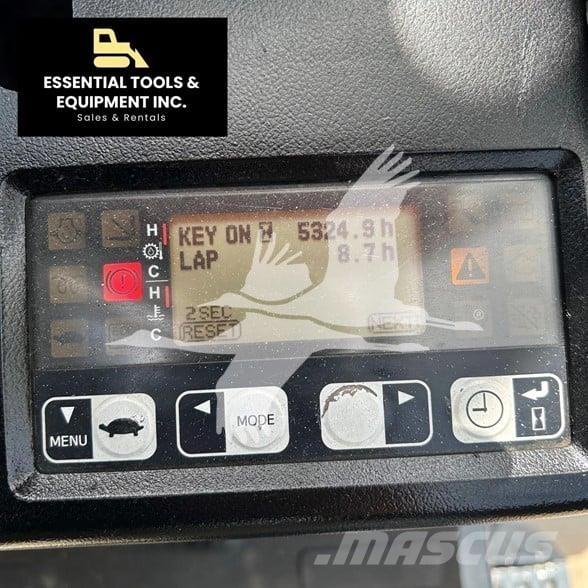 ESSENTIAL TOOLS &
EQUIPMENT INC.
Sales & Rentals
H
C
H
C
KEY ON 5324.9 h
LAP 8.7 h
2SEC
RESET
NEXT
®
MENU
MODE
MASCUS